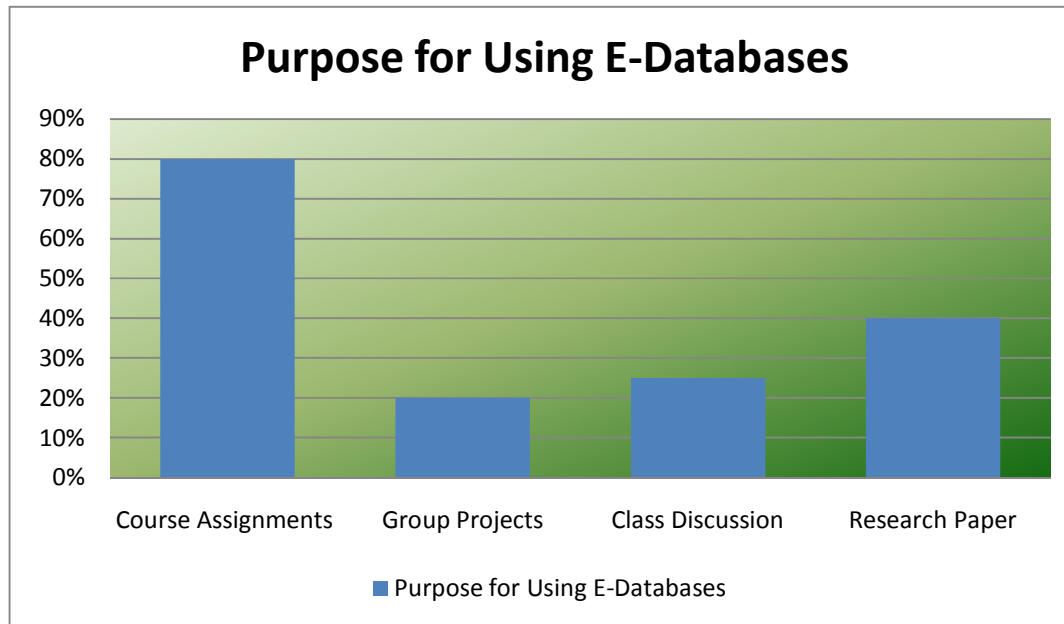 Purpose for Using E-Databases
90%
80%
70%
60%
50%
40%
30%
20%
10%
0%
Course Assignments
Group Projects
Class Discussion
Research Paper
Purpose for Using E-Databases